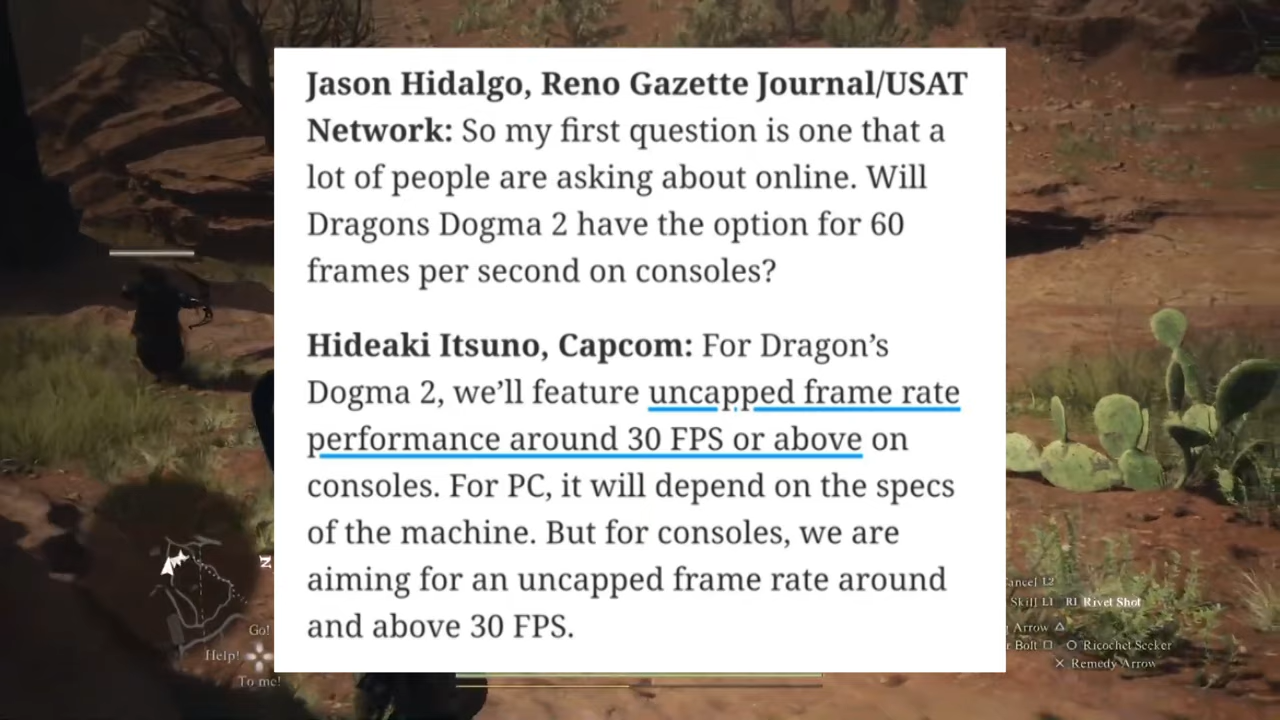 Jason Hidalgo, Reno Gazette Journal/USAT
Network: So my first question is one that a
lot of people are asking about online. Will
Dragons Dogma 2 have the option for 60
frames per second on consoles?
Hideaki Itsuno, Capcom: For Dragon’s
Dogma 2, we’ll feature uncapped frame rate
performance around 30 FPS or above on
consoles. For PC, it will depend on the specs
of the machine. But for consoles, we are
aiming for an uncapped frame rate around
and above 30 FPS.
N
Go!
Help!
To me!
L2
Skill L1 R1 Rivet Shot
Arrow △
Bolt □ ○ Ricochet Seeker
✕ Remedy Arrow